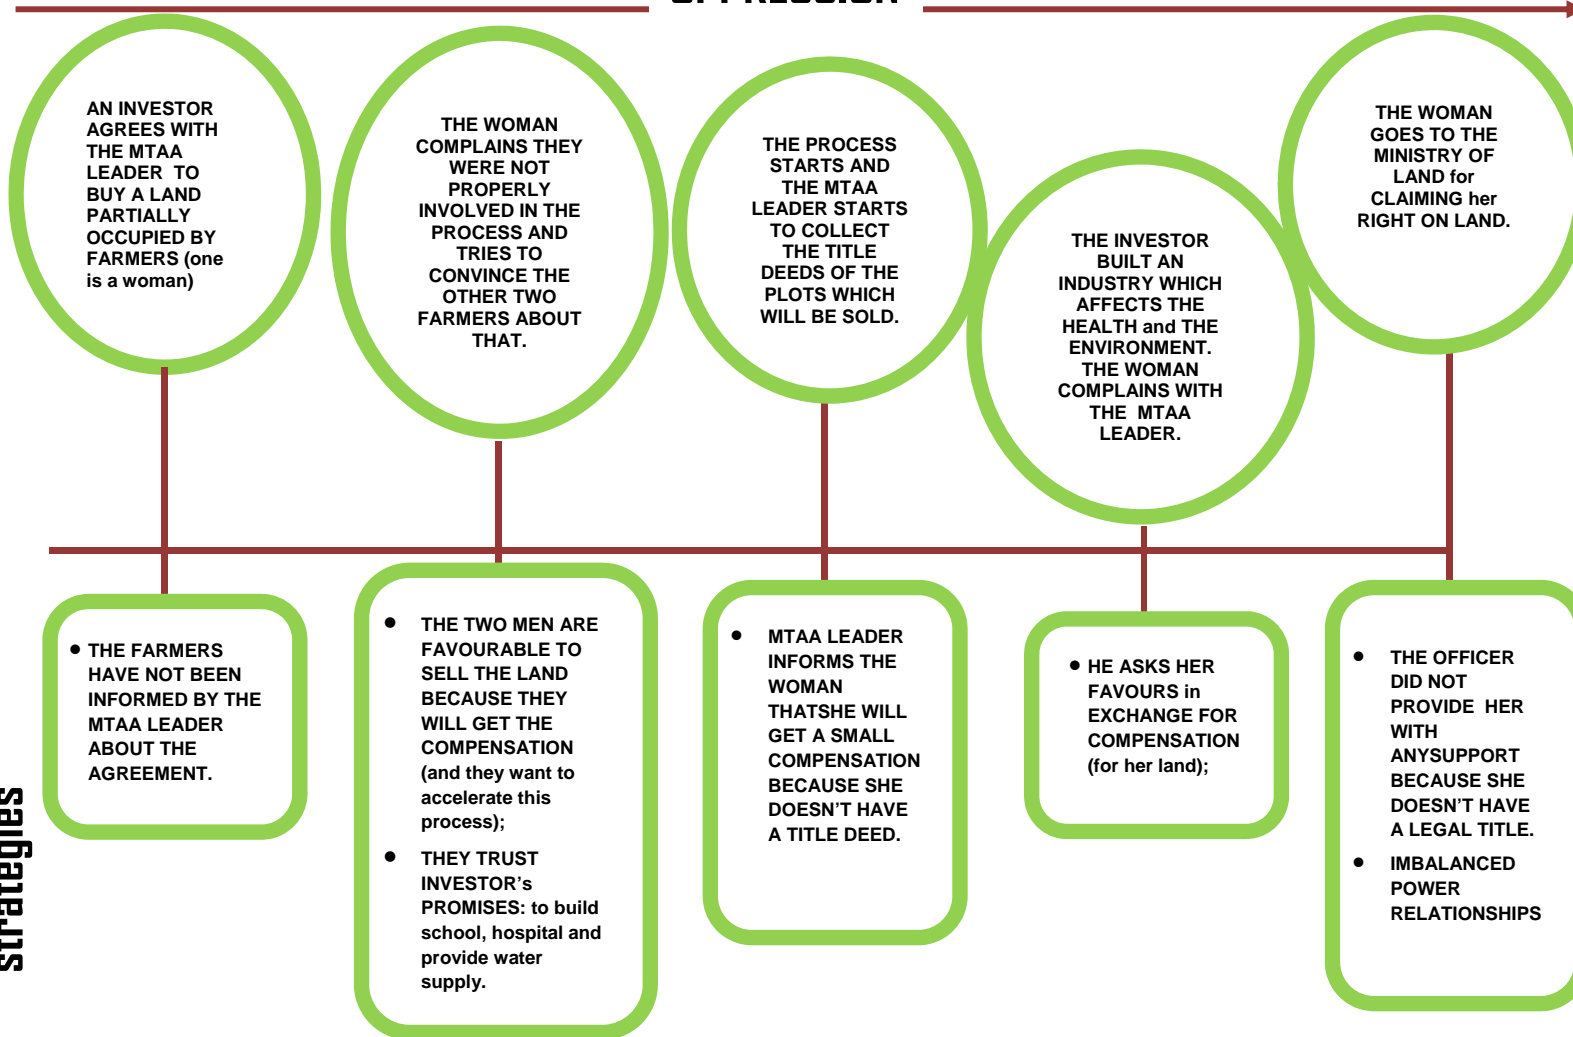 AN INVESTOR
AGREES WITH
THE MTAA
LEADER TO
BUY A LAND
PARTIALLY
OCCUPIED BY
FARMERS (one
is a woman)
THE WOMAN
COMPLAINS THEY
WERE NOT
PROPERLY
INVOLVED IN THE
PROCESS AND
TRIES TO
CONVINCE THE
OTHER TWO
FARMERS ABOUT
THAT.
THE PROCESS
STARTS AND
THE MTAA
LEADER STARTS
TO COLLECT
THE TITLE
DEEDS OF THE
PLOTS WHICH
WILL BE SOLD.
THE INVESTOR
BUILT AN
INDUSTRY WHICH
AFFECTS THE
HEALTH and THE
ENVIRONMENT.
THE WOMAN
COMPLAINS WITH
THE MTAA
LEADER.
THE WOMAN
GOES TO THE
MINISTRY OF
LAND for
CLAIMING her
RIGHT ON LAND.
strategies
• THE FARMERS
HAVE NOT BEEN
INFORMED BY THE
MTAA LEADER
ABOUT THE
AGREEMENT.
• THE TWO MEN ARE
FAVOURABLE TO
SELL THE LAND
BECAUSE THEY
WILL GET THE
COMPENSATION
(and they want to
accelerate this
process);
• THEY TRUST
INVESTOR's
PROMISES: to build
school, hospital and
provide water
supply.
• MTAA LEADER
INFORMS THE
WOMAN
THATSHE WILL
GET A SMALL
COMPENSATION
BECAUSE SHE
DOESN'T HAVE
A TITLE DEED.
• HE ASKS HER
FAVOURS in
EXCHANGE FOR
COMPENSATION
(for her land);
• THE OFFICER
DID NOT
PROVIDE HER
WITH
ANYSUPPORT
BECAUSE SHE
DOESN'T HAVE
A LEGAL TITLE.
• IMBALANCED
POWER
RELATIONSHIPS